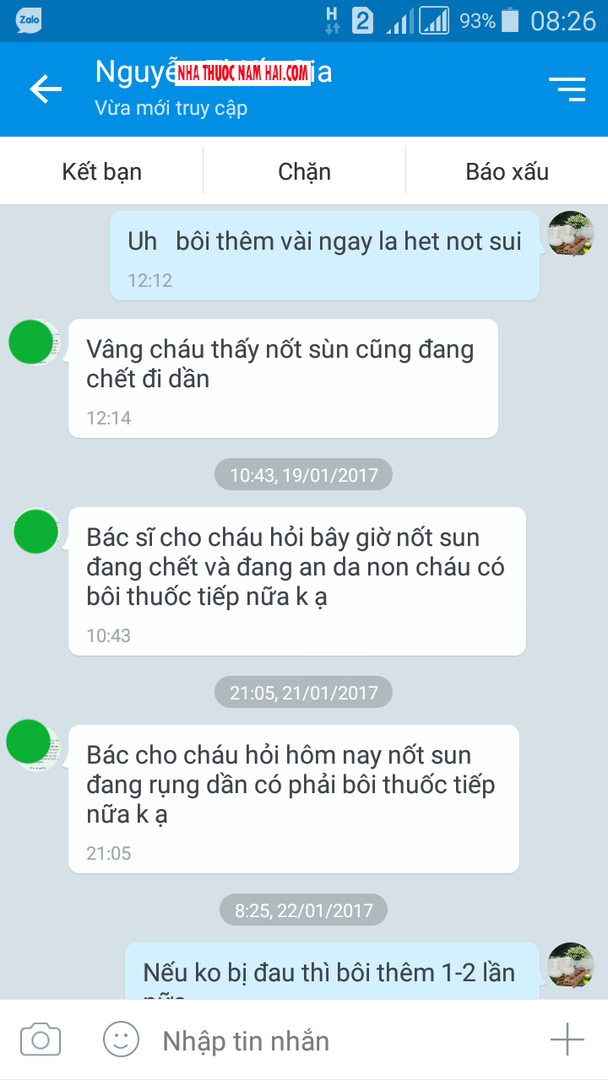 Zalo
H 2 93% 08:26
Nguyễ NHA THUOC NAM HAI.COM ia
Vừa mới truy cập
Kết bạn Chặn Báo xấu
Uh bôi thêm vài ngay la het not sui
12:12
Vâng cháu thấy nốt sùn cũng đang
chết đi dần
12:14
10:43, 19/01/2017
Bác sĩ cho cháu hỏi bây giờ nốt sun
đang chết và đang an da non cháu có
bôi thuốc tiếp nữa k ạ
10:43
21:05, 21/01/2017
Bác cho cháu hỏi hôm nay nốt sun
đang rụng dần có phải bôi thuốc tiếp
nữa k ạ
21:05
8:25, 22/01/2017
Nếu ko bị đau thì bôi thêm 1-2 lần
nữa
Nhập tin nhắn